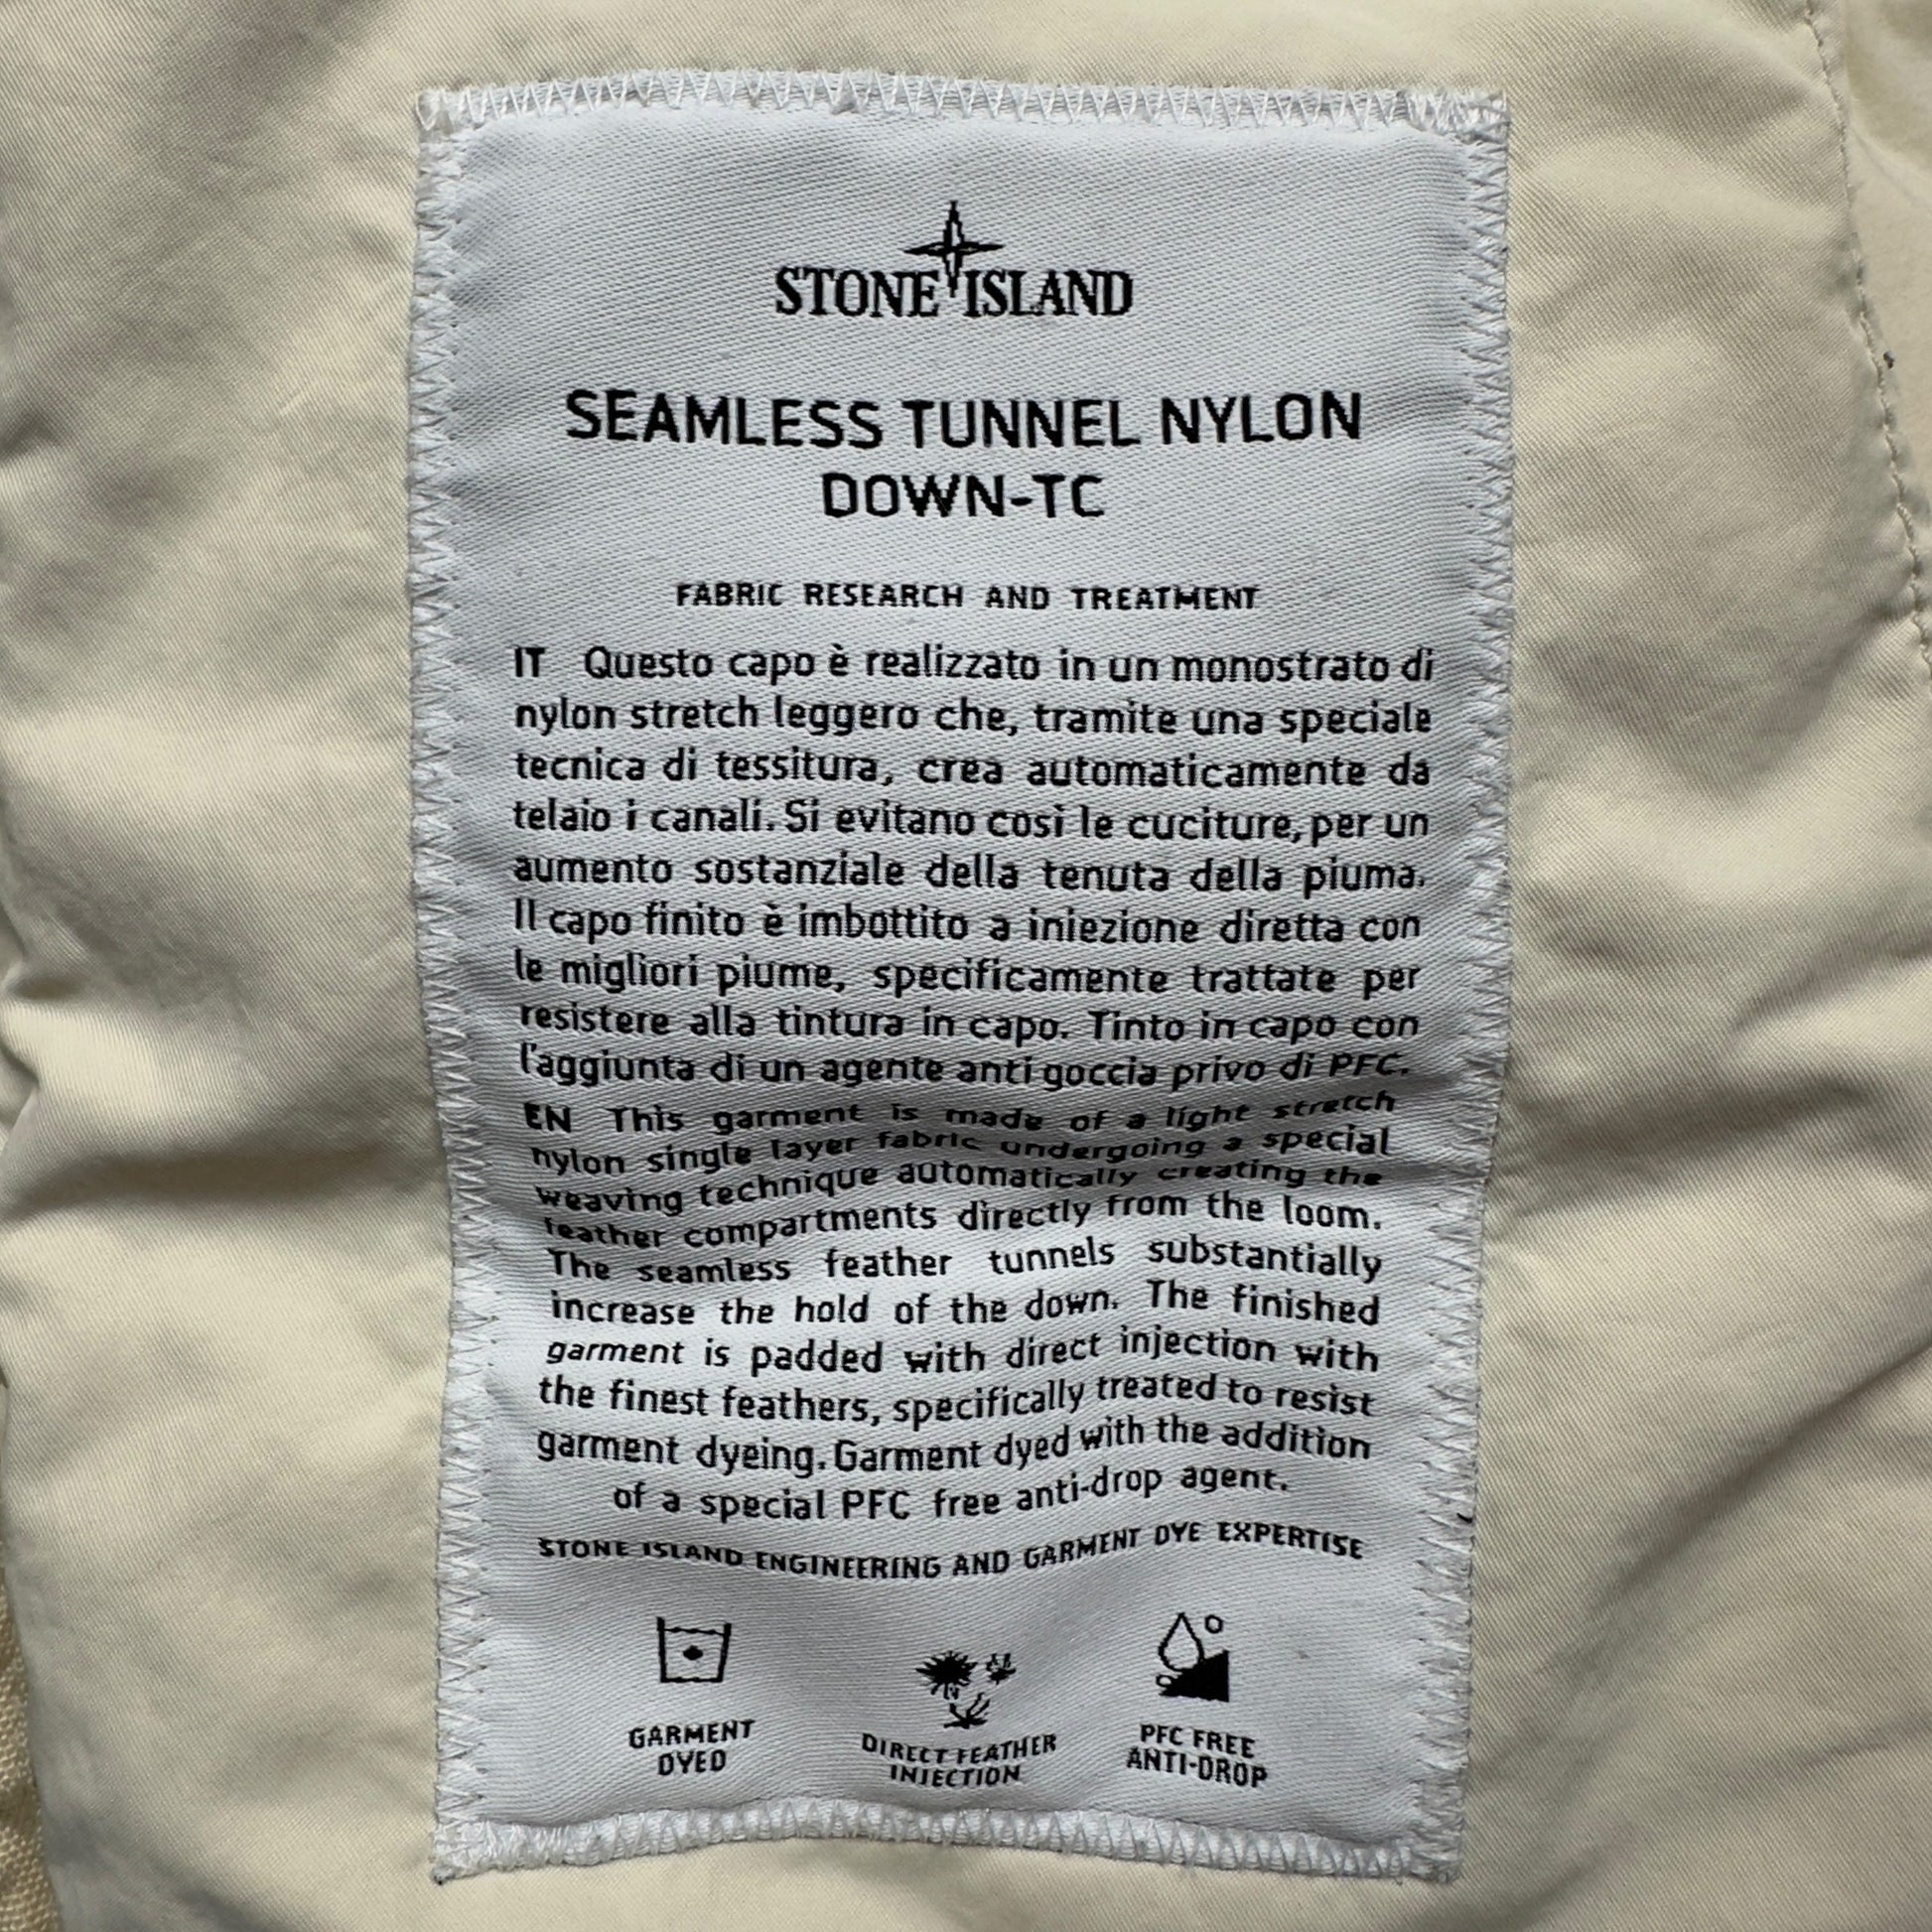 STONE ISLAND
SEAMLESS TUNNEL NYLON
DOWN-TC
FABRIC RESEARCH AND TREATMENT
IT Questo capo è realizzato in un monostrato di
nylon stretch leggero che, tramite una speciale
tecnica di tessitura, crea automaticamente da
telaio i canali. Si evitano così le cuciture, per un
aumento sostanziale della tenuta della piuma.
Il capo finito è imbottito a iniezione diretta con
le migliori piume, specificamente trattate per
resistere alla tintura in capo. Tinto in capo con
l'aggiunta di un agente anti goccia privo di PFC.
EN This garment is made of a light stretch
nylon single layer fabric undergoing a special
weaving technique automatically creating the
feather compartments directly from the loom.
The seamless feather tunnels substantially
increase the hold of the down. The finished
garment is padded with direct injection with
the finest feathers, specifically treated to resist
garment dyeing. Garment dyed with the addition
of a special PFC free anti-drop agent.
STONE ISLAND ENGINEERING AND GARMENT DYE EXPERTISE
GARMENT
DYED
DIRECT FEATHER
INJECTION
PFC FREE
ANTI-DROP